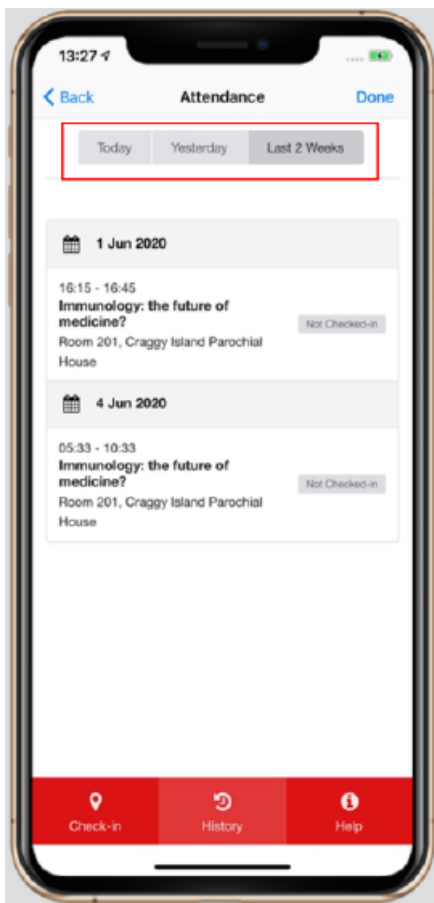 13:27
Back Attendance Done
Today Yesterday Last 2 Weeks
1 Jun 2020
16:15 - 16:45
Immunology: the future of
medicine?
Not Checked-in
Room 201, Craggy Island Parochial
House
4 Jun 2020
05:33 - 10:33
Immunology: the future of
medicine?
Not Checked-in
Room 201, Craggy Island Parochial
House
Check-in History Help